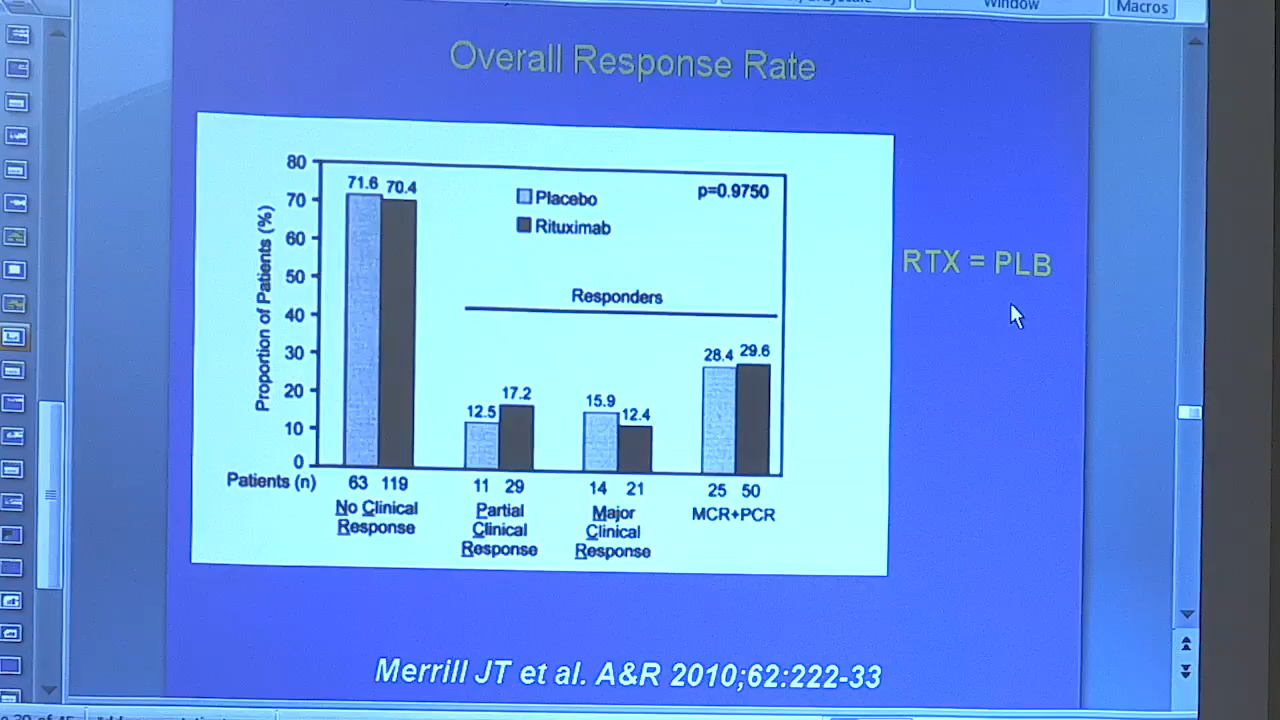 Window
Macros
Overall Response Rate
80
70
60
50
40
30
20
10
0
Proportion of Patients (%)
71.6 70.4
Placebo
Rituximab
p=0.9750
Responders
12.5 17.2
15.9 12.4
28.4 29.6
Patients (n) 63 119 11 29 14 21 25 50
No Clinical
Response
Partial
Clinical
Response
Major
Clinical
Response
MCR+PCR
RTX = PLB
Merrill JT et al. A&R 2010;62:222-33